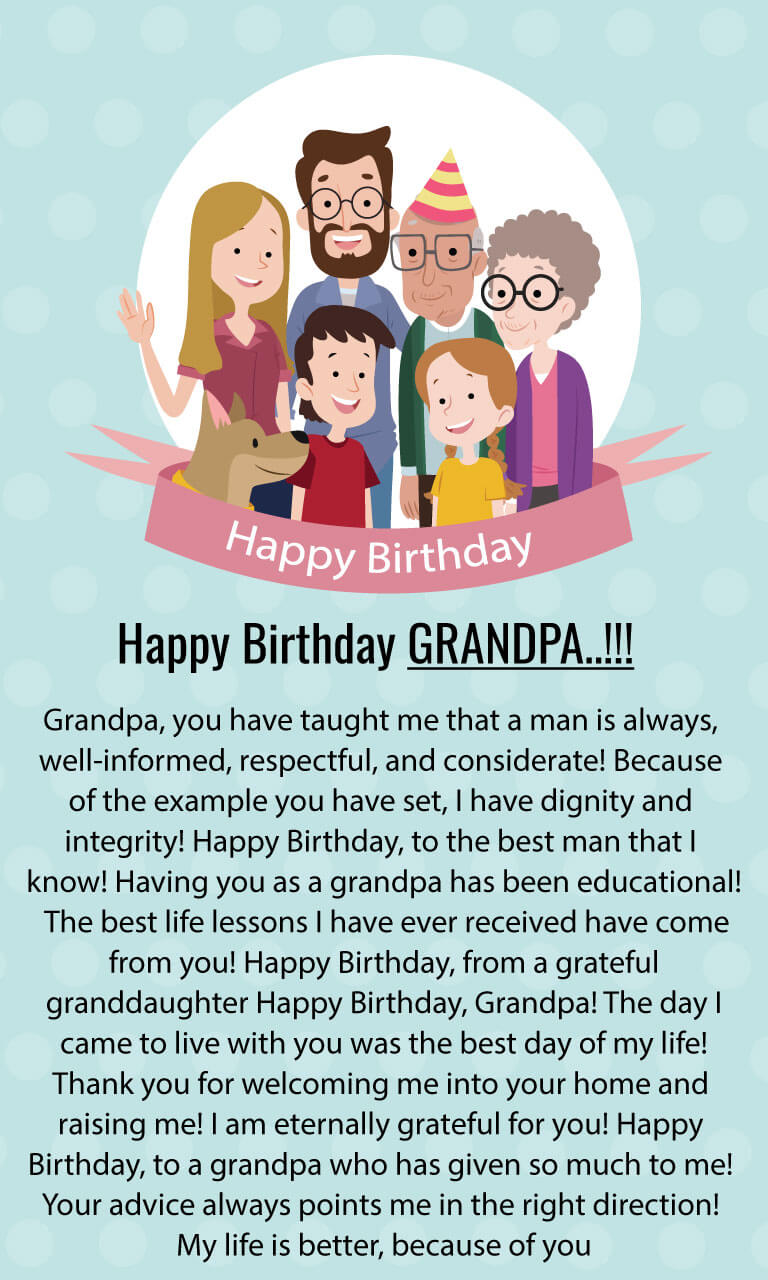 Happy Birthday
Happy Birthday GRANDPA..!!!
Grandpa, you have taught me that a man is always,
well-informed, respectful, and considerate! Because
of the example you have set, I have dignity and
integrity! Happy Birthday, to the best man that I
know! Having you as a grandpa has been educational!
The best life lessons I have ever received have come
from you! Happy Birthday, from a grateful
granddaughter Happy Birthday, Grandpa! The day I
came to live with you was the best day of my life!
Thank you for welcoming me into your home and
raising me! I am eternally grateful for you! Happy
Birthday, to a grandpa who has given so much to me!
Your advice always points me in the right direction!
My life is better, because of you